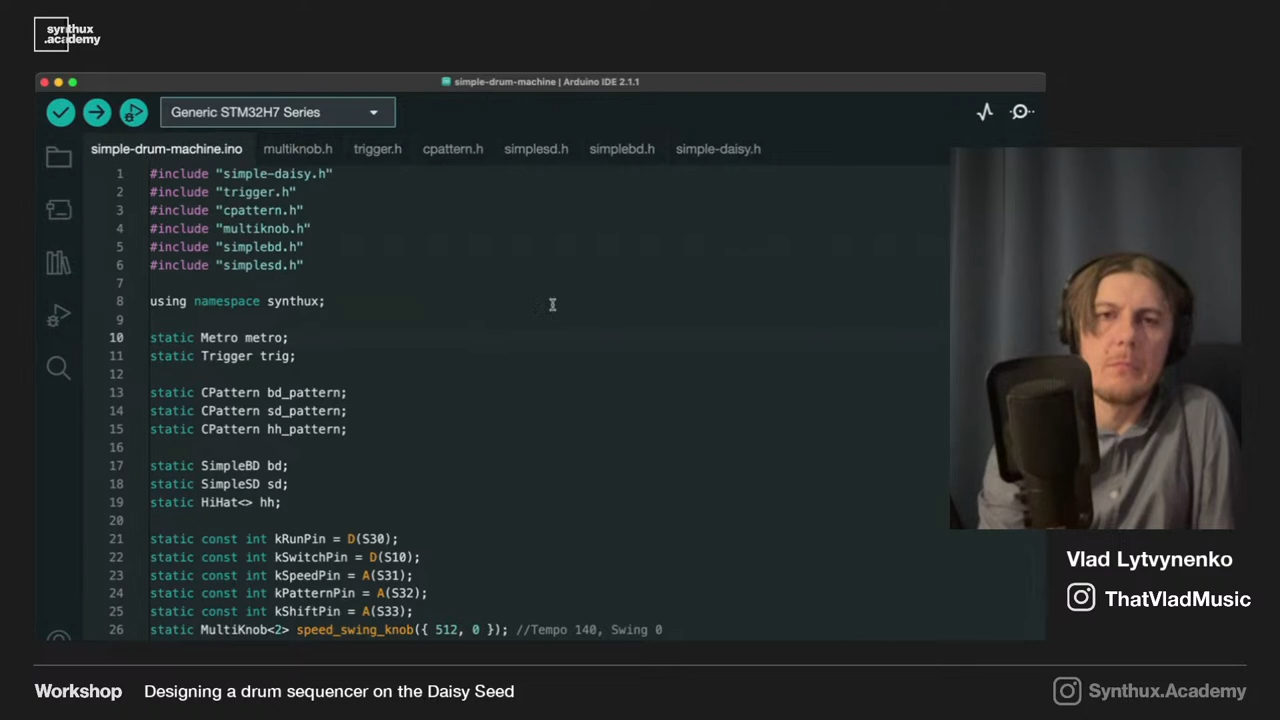 synthux
.academy
simple-drum-machine | Arduino IDE 2.1.1
Generic STM32H7 Series
simple-drum-machine.ino multiknob.h trigger.h cpattern.h simplesd.h simplebd.h simple-daisy.h
1 #include "simple-daisy.h"
2 #include "trigger.h"
3 #include "cpattern.h"
4 #include "multiknob.h"
5 #include "simplebd.h"
6 #include "simplesd.h"
7
8 using namespace synthux;
9
10 static Metro metro;
11 static Trigger trig;
12
13 static CPattern bd_pattern;
14 static CPattern sd_pattern;
15 static CPattern hh_pattern;
16
17 static SimpleBD bd;
18 static SimpleSD sd;
19 static HiHat<> hh;
20
21 static const int kRunPin = D(S30);
22 static const int kSwitchPin = D(S10);
23 static const int kSpeedPin = A(S31);
24 static const int kPatternPin = A(S32);
25 static const int kShiftPin = A(S33);
26 static MultiKnob<2> speed_swing_knob({ 512, 0 }); //Tempo 140, Swing 0
Vlad Lytvynenko
ThatVladMusic
Workshop Designing a drum sequencer on the Daisy Seed
Synthux.Academy